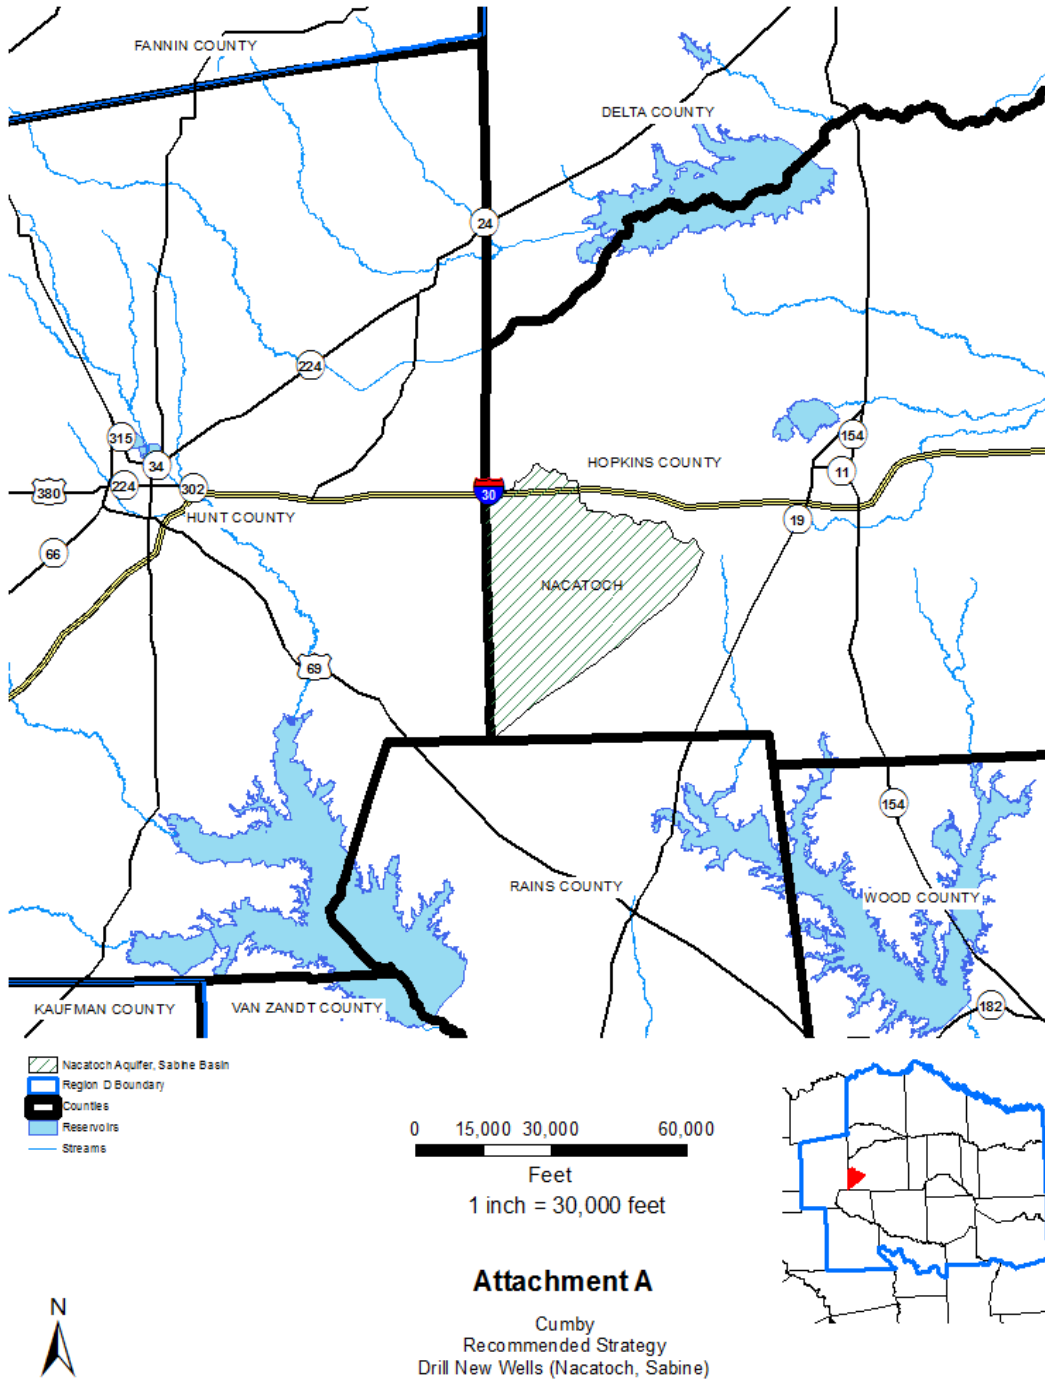 FANNIN COUNTY
DELTA COUNTY
24
224
315
34
154
HOPKINS COUNTY
11
380
224
302
30
HUNT COUNTY
19
66
NACATOCH
69
154
RAINS COUNTY
WOOD COUNTY
KAUFMAN COUNTY
VAN ZANDT COUNTY
182
Nacatoch Aquifer, Sabine Basin
Region D Boundary
Counties
Reservoirs
Streams
0 15,000 30,000 60,000
Feet
1 inch = 30,000 feet
N
Attachment A
Cumby
Recommended Strategy
Drill New Wells (Nacatoch, Sabine)